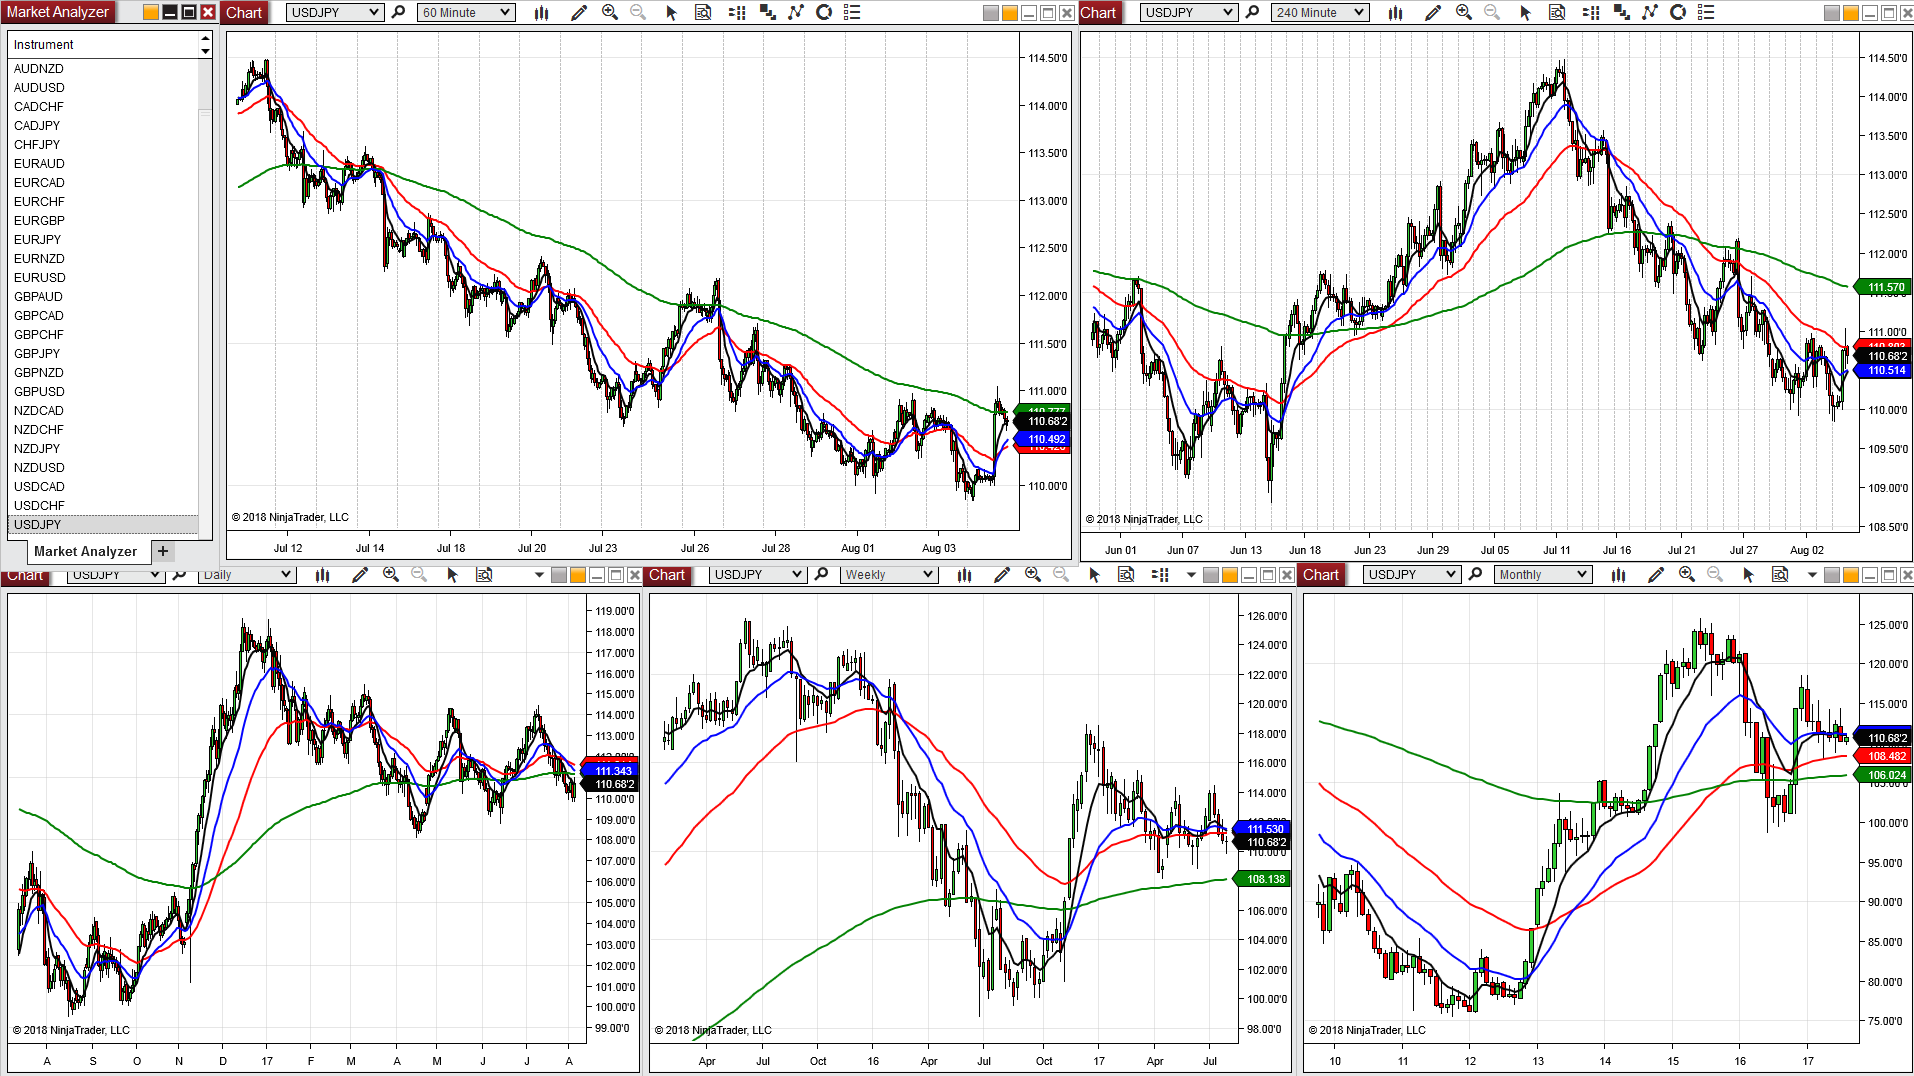 Market Analyzer
Instrument
AUDNZD
AUDUSD
CADCHF
CADJPY
CHFJPY
EURAUD
EURCAD
EURCHF
EURGBP
EURJPY
EURNZD
EURUSD
GBPAUD
GBPCAD
GBPCHF
GBPJPY
GBPNZD
GBPUSD
NZDCAD
NZDCHF
NZDJPY
NZDUSD
USDCAD
USDCHF
USDJPY
Market Analyzer +
Chart USDJPY 60 Minute
114.50'0
114.00'0
113.50'0
113.00'0
112.50'0
112.00'0
111.50'0
111.00'0
110.777
110.68'2
110.492
110.00'0
© 2018 NinjaTrader, LLC
Jul 12 Jul 14 Jul 18 Jul 20 Jul 23 Jul 26 Jul 28 Aug 01 Aug 03
Chart USDJPY 240 Minute
114.50'0
114.00'0
113.50'0
113.00'0
112.50'0
112.00'0
111.570
111.00'0
110.68'2
110.514
110.00'0
109.50'0
109.00'0
108.50'0
© 2018 NinjaTrader, LLC
Jun 01 Jun 07 Jun 13 Jun 18 Jun 23 Jun 29 Jul 05 Jul 11 Jul 16 Jul 21 Jul 27 Aug 02
Chart USDJPY Daily
119.00'0
118.00'0
117.00'0
116.00'0
115.00'0
114.00'0
113.00'0
111.343
110.68'2
110.00'0
109.00'0
108.00'0
107.00'0
106.00'0
105.00'0
104.00'0
103.00'0
102.00'0
101.00'0
100.00'0
99.00'0
© 2018 NinjaTrader, LLC
A S O N D 17 F M A M J J A
Chart USDJPY Weekly
126.00'0
124.00'0
122.00'0
120.00'0
118.00'0
116.00'0
114.00'0
111.530
110.68'2
110.00'0
108.138
106.00'0
104.00'0
102.00'0
100.00'0
98.00'0
© 2018 NinjaTrader, LLC
Apr Jul Oct 16 Apr Jul Oct 17 Apr Jul
Chart USDJPY Monthly
125.00'0
120.00'0
115.00'0
110.68'2
108.482
106.024
100.00'0
95.00'0
90.00'0
85.00'0
80.00'0
75.00'0
© 2018 NinjaTrader, LLC
10 11 12 13 14 15 16 17